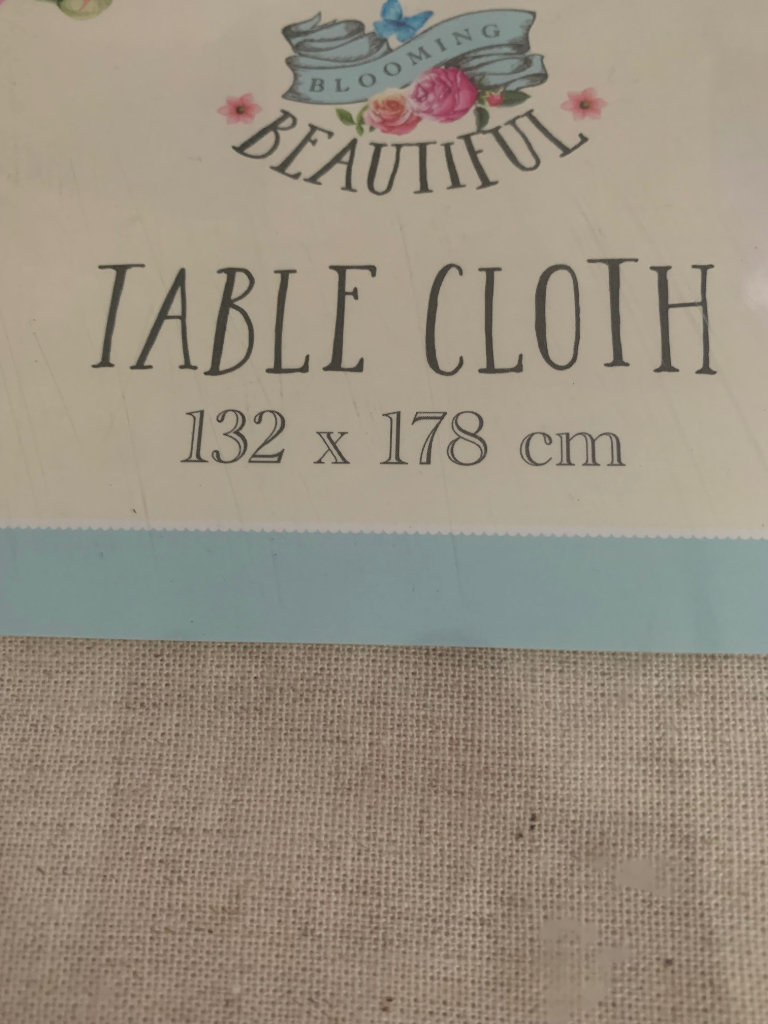 BLOOMING
BEAUTIFUL
TABLE CLOTH
132 x 178 cm